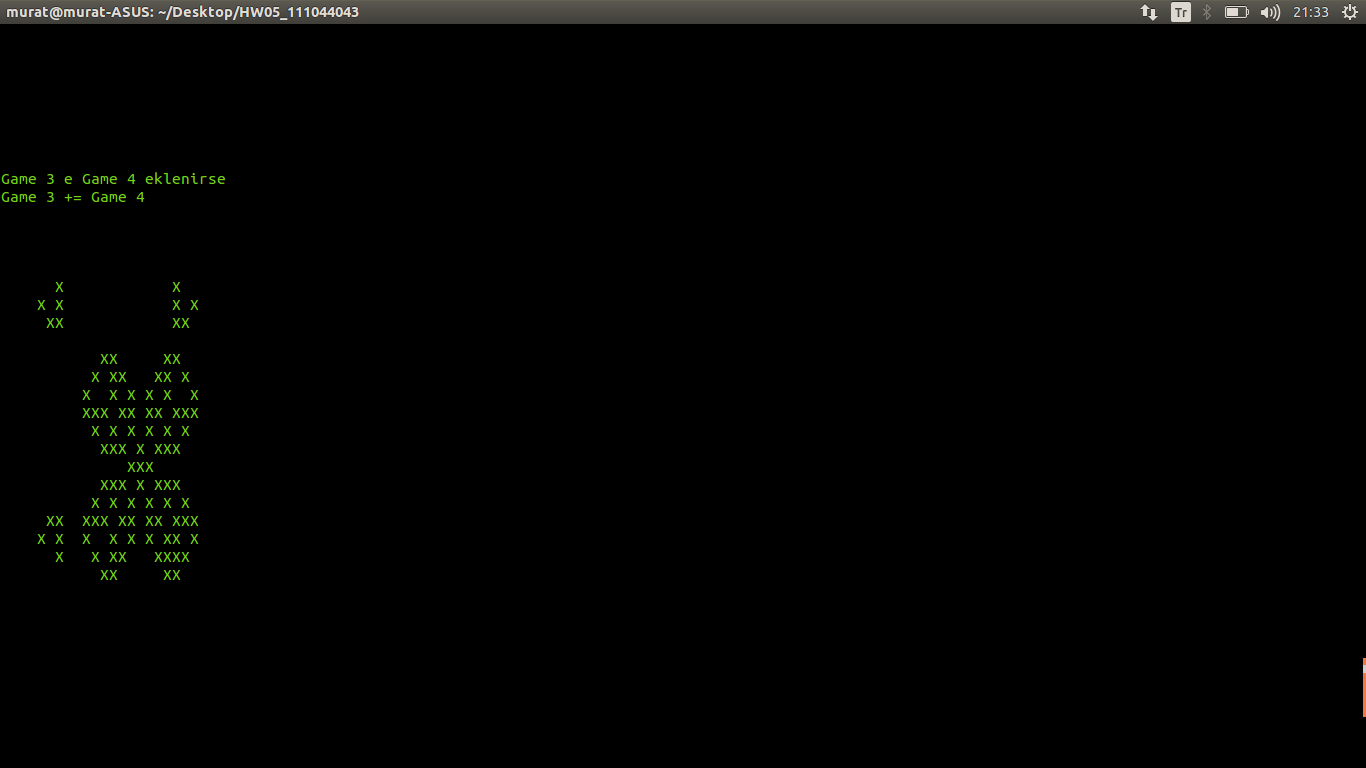 murat@murat-ASUS: ~/Desktop/HW05_111044043 Tr 21:33
Game 3 e Game 4 eklenirse
Game 3 += Game 4
      X            X
    X X            X X
     XX            XX
           XX     XX
          X XX   XX X
         X  X X X X  X
         XXX XX XX XXX
          X X X X X X
           XXX X XXX
              XXX
           XXX X XXX
          X X X X X X
     XX  XXX XX XX XXX
    X X  X  X X X XX X
      X   X XX   XXXX
           XX     XX